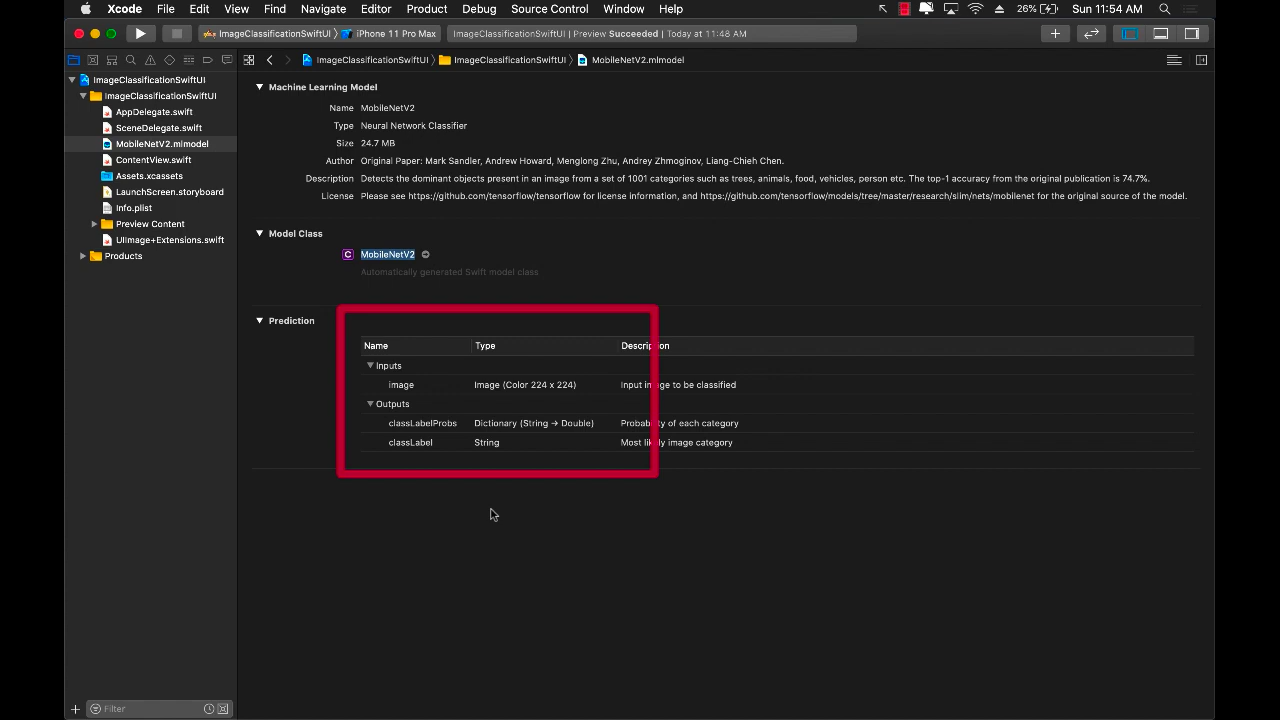 Xcode File Edit View Find Navigate Editor Product Debug Source Control Window Help 26% Sun 11:54 AM
ImageClassificationSwiftUI iPhone 11 Pro Max ImageClassificationSwiftUI | Preview Succeeded | Today at 11:48 AM
ImageClassificationSwiftUI ImageClassificationSwiftUI MobileNetV2.mlmodel
ImageClassificationSwiftUI
ImageClassificationSwiftUI
AppDelegate.swift
SceneDelegate.swift
MobileNetV2.mlmodel
ContentView.swift
Assets.xcassets
LaunchScreen.storyboard
Info.plist
Preview Content
UIImage+Extensions.swift
Products
Filter
Machine Learning Model
Name MobileNetV2
Type Neural Network Classifier
Size 24.7 MB
Author Original Paper: Mark Sandler, Andrew Howard, Menglong Zhu, Andrey Zhmoginov, Liang-Chieh Chen.
Description Detects the dominant objects present in an image from a set of 1001 categories such as trees, animals, food, vehicles, person etc. The top-1 accuracy from the original publication is 74.7%.
License Please see https://github.com/tensorflow/tensorflow for license information, and https://github.com/tensorflow/models/tree/master/research/slim/nets/mobilenet for the original source of the model.
Model Class
C MobileNetV2
Automatically generated Swift model class
Prediction
Name Type Description
Inputs
image Image (Color 224 x 224) Input image to be classified
Outputs
classLabelProbs Dictionary (String → Double) Probability of each category
classLabel String Most likely image category